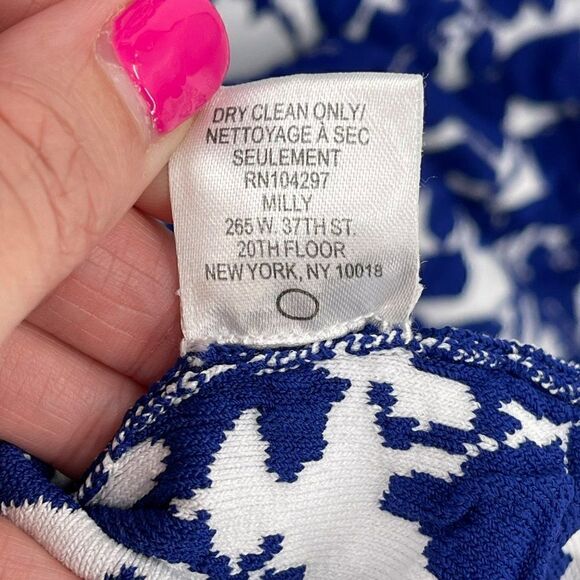 DRY CLEAN ONLY/
NETTOYAGE À SEC
SEULEMENT
RN104297
MILLY
265 W. 37TH ST.
20TH FLOOR
NEW YORK, NY 10018